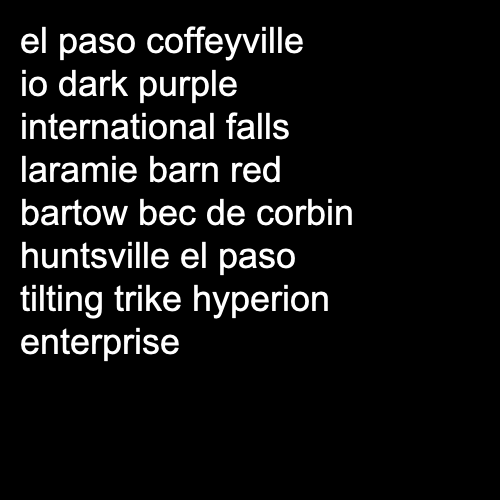 el paso coffeyville
io dark purple
international falls
laramie barn red
bartow bec de corbin
huntsville el paso
tilting trike hyperion
enterprise